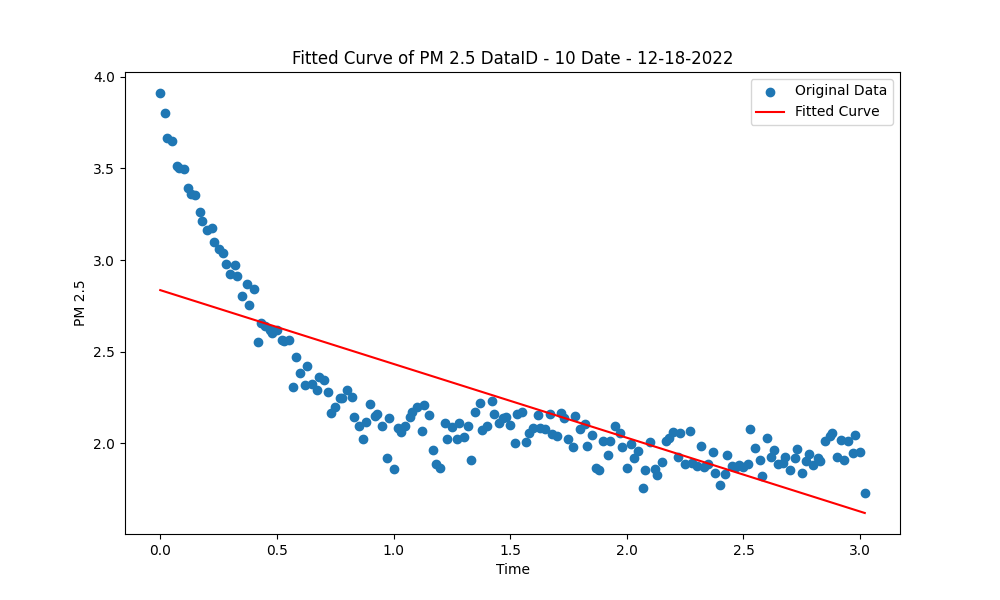 Fitted Curve of PM 2.5 DataID - 10 Date - 12-18-2022
Original Data
Fitted Curve
PM 2.5
4.0
3.5
3.0
2.5
2.0
0.0 0.5 1.0 1.5 2.0 2.5 3.0
Time